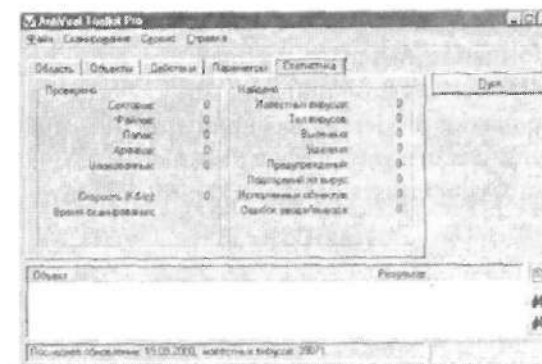 AntiViral Toolkit Pro
Файл Сканирование Сервис Справка
Область Объекты Действия Параметры Статистика
Пуск
Проверено
Секторов: 0
Файлов: 0
Папок: 0
Архивов: 0
Упакованных: 0
Скорость (Кб/с): 0
Время сканирования:
Найдено
Известных вирусов: 0
Тел вирусов: 0
Вылечено: 0
Удалено: 0
Предупреждений: 0
Подозрений на вирус: 0
Испорченных объектов: 0
Ошибок ввода/вывода: 0
Объект Результат
Последнее обновление: 2000, известных вирусов: